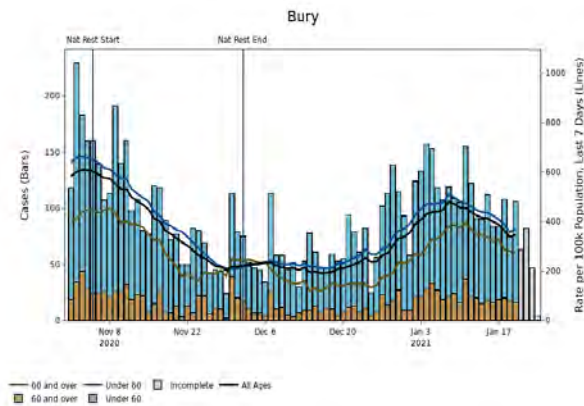 Bury
Nat Rest Start
Nat Rest End
Cases (Bars)
200
150
100
50
0
1000
800
600
400
200
0
Rate per 100k Population, Last 7 Days (Lines)
Nov 8
2020
Nov 22
Dec 6
Dec 20
Jan 3
2021
Jan 17
60 and over
Under 60
Incomplete
All Ages
60 and over
Under 60